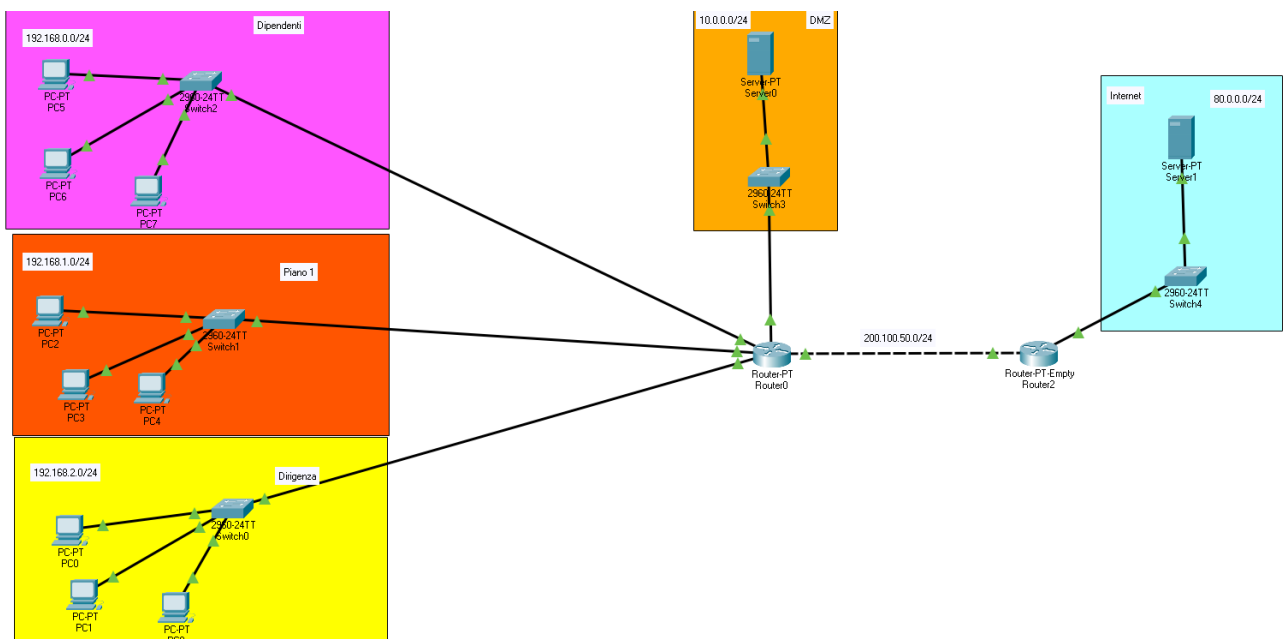 Dipendenti
192.168.0.0/24
PC-PT
PC5
2960-24TT
Switch2
PC-PT
PC6
PC-PT
PC7
192.168.1.0/24
Piano 1
PC-PT
PC2
2960-24TT
Switch1
PC-PT
PC3
PC-PT
PC4
192.168.2.0/24
Dirigenza
2960-24TT
Switch0
PC-PT
PC0
PC-PT
PC1
PC-PT
10.0.0.0/24
DMZ
Server-PT
Server0
2960-24TT
Switch3
Router-PT
Router0
200.100.50.0/24
Router-PT-Empty
Router2
Internet
80.0.0.0/24
Server-PT
Server1
2960-24TT
Switch4